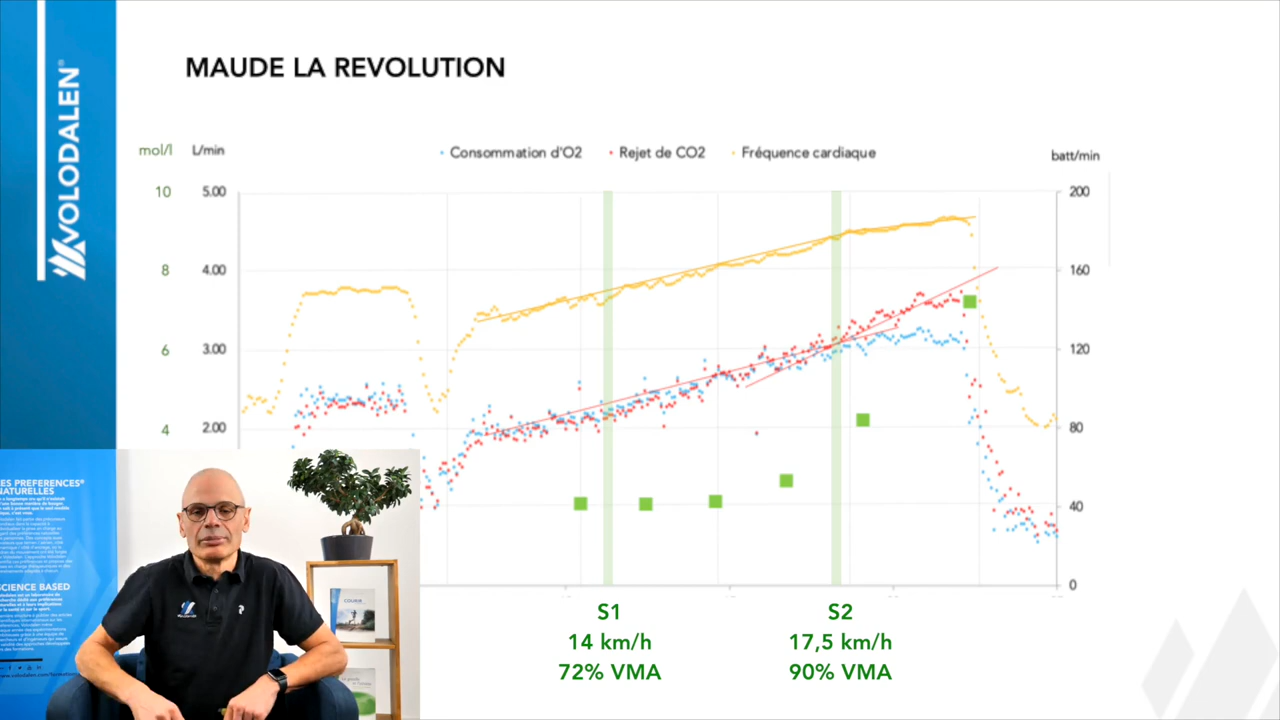 VOLODALEN®
MAUDE LA REVOLUTION
mol/l
L/min
Consommation d'O2
Rejet de CO2
Fréquence cardiaque
batt/min
10
5.00
200
8
4.00
160
6
3.00
120
4
2.00
80
40
0
S1
14 km/h
72% VMA
S2
17,5 km/h
90% VMA
ES PREFERENCES®
NATURELLES
SCIENCE BASED